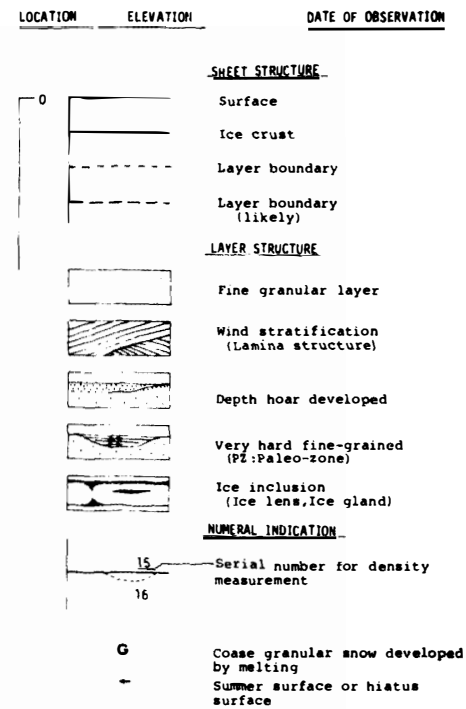 LOCATION ELEVATION DATE OF OBSERVATION
SHEET STRUCTURE
0 Surface
Ice crust
Layer boundary
Layer boundary
(likely)
LAYER STRUCTURE
Fine granular layer
Wind stratification
(Lamina structure)
Depth hoar developed
Very hard fine-grained
(PZ:Paleo-zone)
Ice inclusion
(Ice lens,Ice gland)
NUMERAL INDICATION
15 Serial number for density
measurement
16
G Coase granular snow developed
by melting
← Summer surface or hiatus
surface